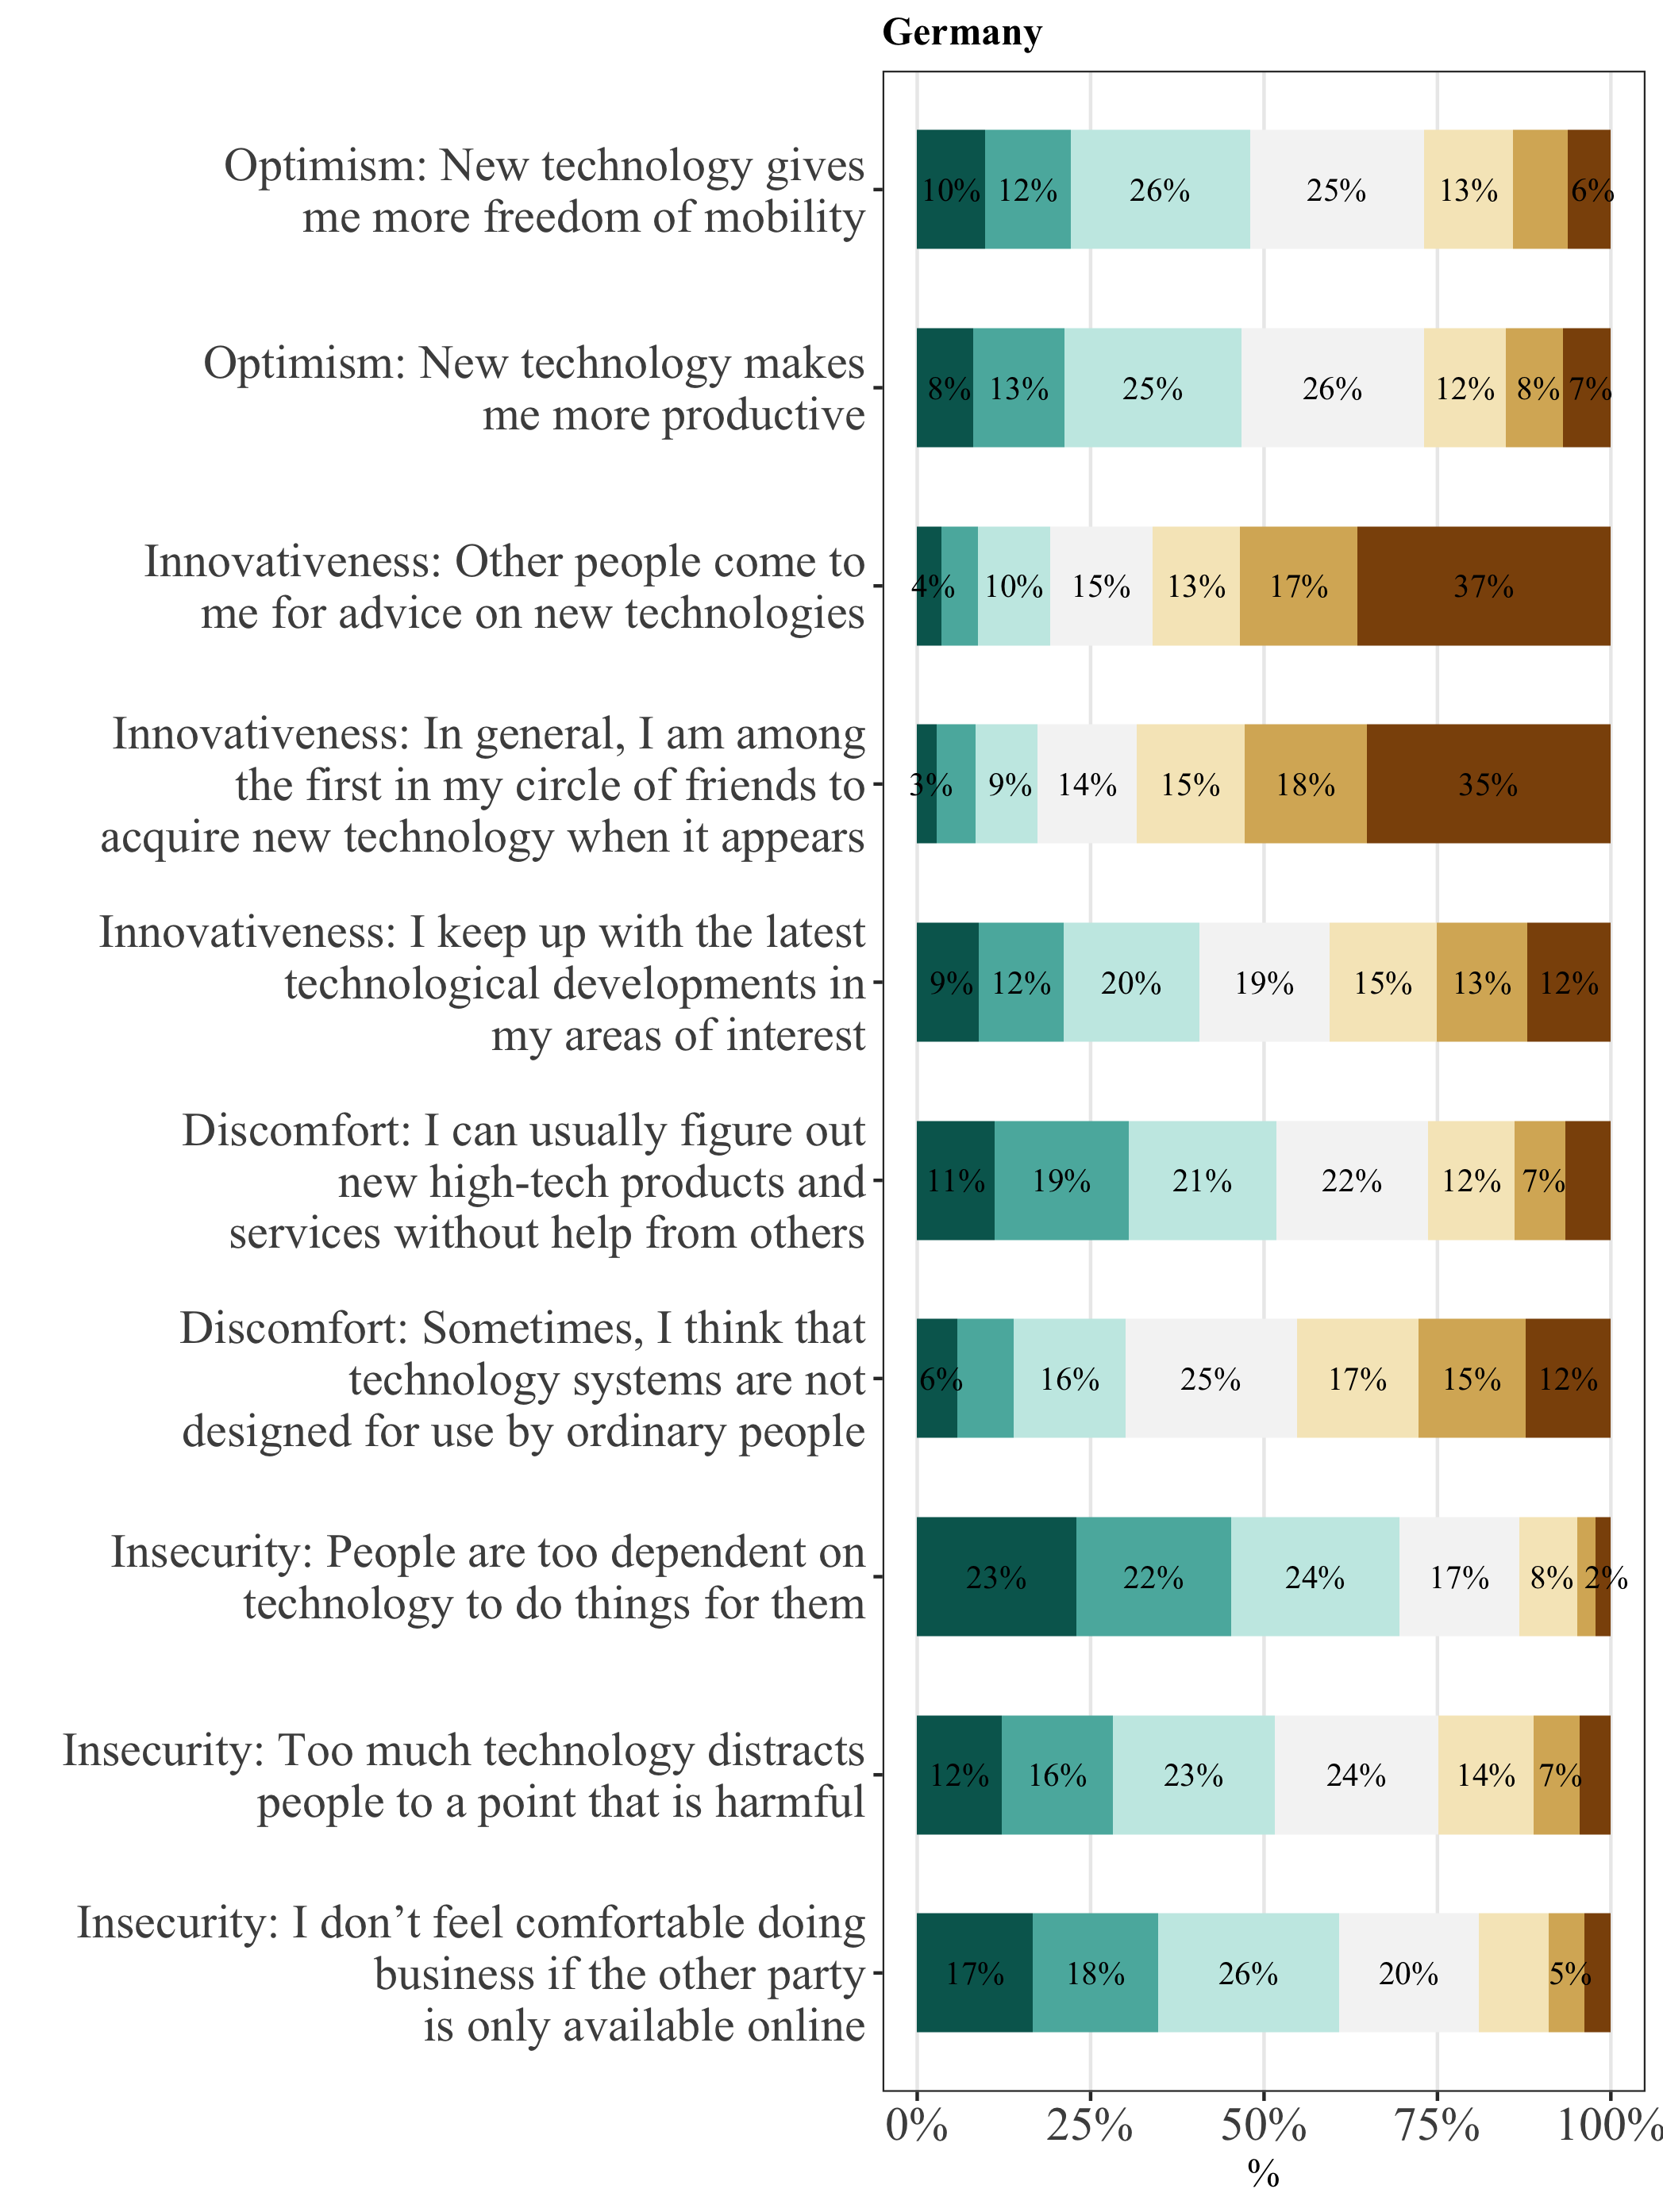 Germany
Optimism: New technology gives
me more freedom of mobility
10% 12% 26% 25% 13% 6%
Optimism: New technology makes
me more productive
8% 13% 25% 26% 12% 8% 7%
Innovativeness: Other people come to
me for advice on new technologies
4% 10% 15% 13% 17% 37%
Innovativeness: In general, I am among
the first in my circle of friends to
acquire new technology when it appears
3% 9% 14% 15% 18% 35%
Innovativeness: I keep up with the latest
technological developments in
my areas of interest
9% 12% 20% 19% 15% 13% 12%
Discomfort: I can usually figure out
new high-tech products and
services without help from others
11% 19% 21% 22% 12% 7%
Discomfort: Sometimes, I think that
technology systems are not
designed for use by ordinary people
6% 16% 25% 17% 15% 12%
Insecurity: People are too dependent on
technology to do things for them
23% 22% 24% 17% 8% 2%
Insecurity: Too much technology distracts
people to a point that is harmful
12% 16% 23% 24% 14% 7%
Insecurity: I don’t feel comfortable doing
business if the other party
is only available online
17% 18% 26% 20% 5%
0% 25% 50% 75% 100%
%